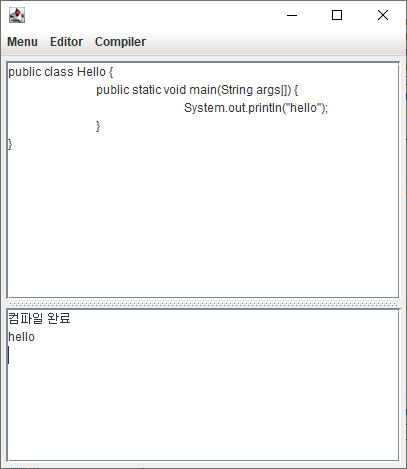 Menu Editor Compiler
public class Hello {
public static void main(String args[]) {
System.out.println("hello");
}
}
컴파일 완료
hello